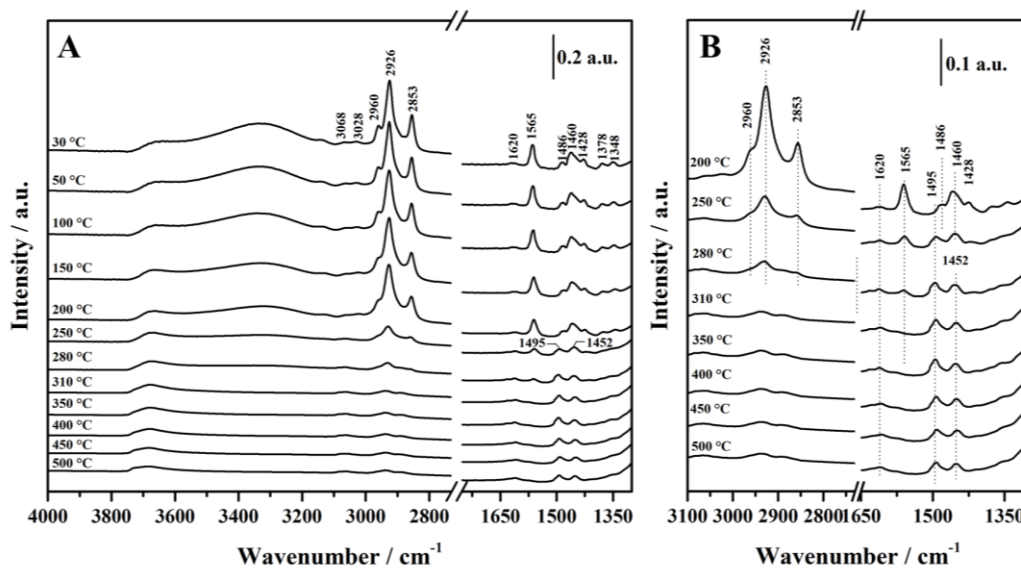 A
0.2 a.u.
2926
2853
2960
3068
3028
1620
1565
1486
1460
1428
1378
1348
30 °C
50 °C
100 °C
150 °C
200 °C
250 °C
280 °C
310 °C
350 °C
400 °C
450 °C
500 °C
1495
1452
4000 3800 3600 3400 3200 3000 2800 1650 1500 1350
Wavenumber / cm-1
Intensity / a.u.
B
0.1 a.u.
2926
2960
2853
1620
1565
1495
1486
1460
1428
1452
200 °C
250 °C
280 °C
310 °C
350 °C
400 °C
450 °C
500 °C
3100 3000 2900 2800 1650 1500 1350
Wavenumber / cm-1
Intensity / a.u.